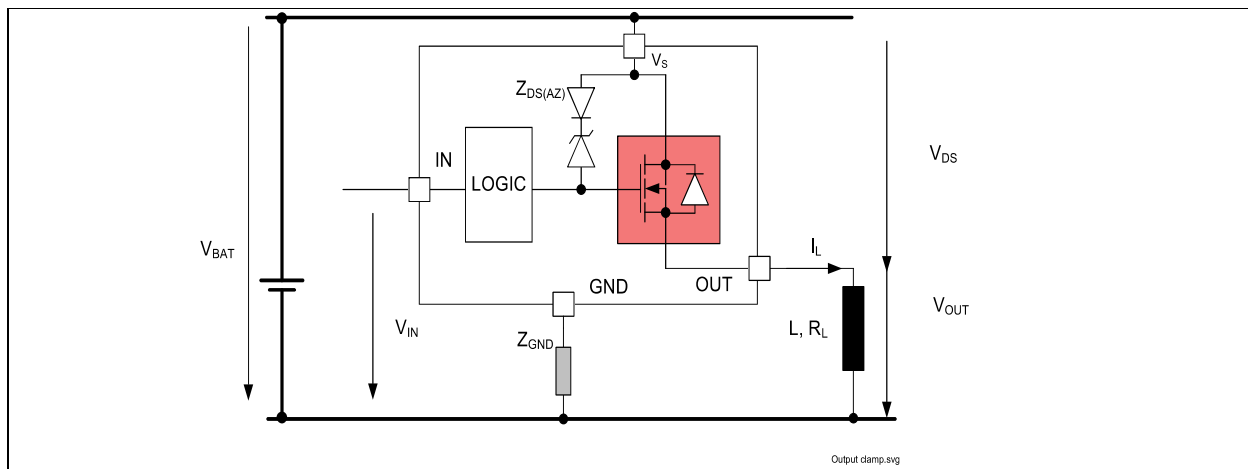 V_S
Z_DS(AZ)
V_DS
IN
LOGIC
V_BAT
I_L
GND
OUT
V_IN
V_OUT
L, R_L
Z_GND
Output clamp.svg